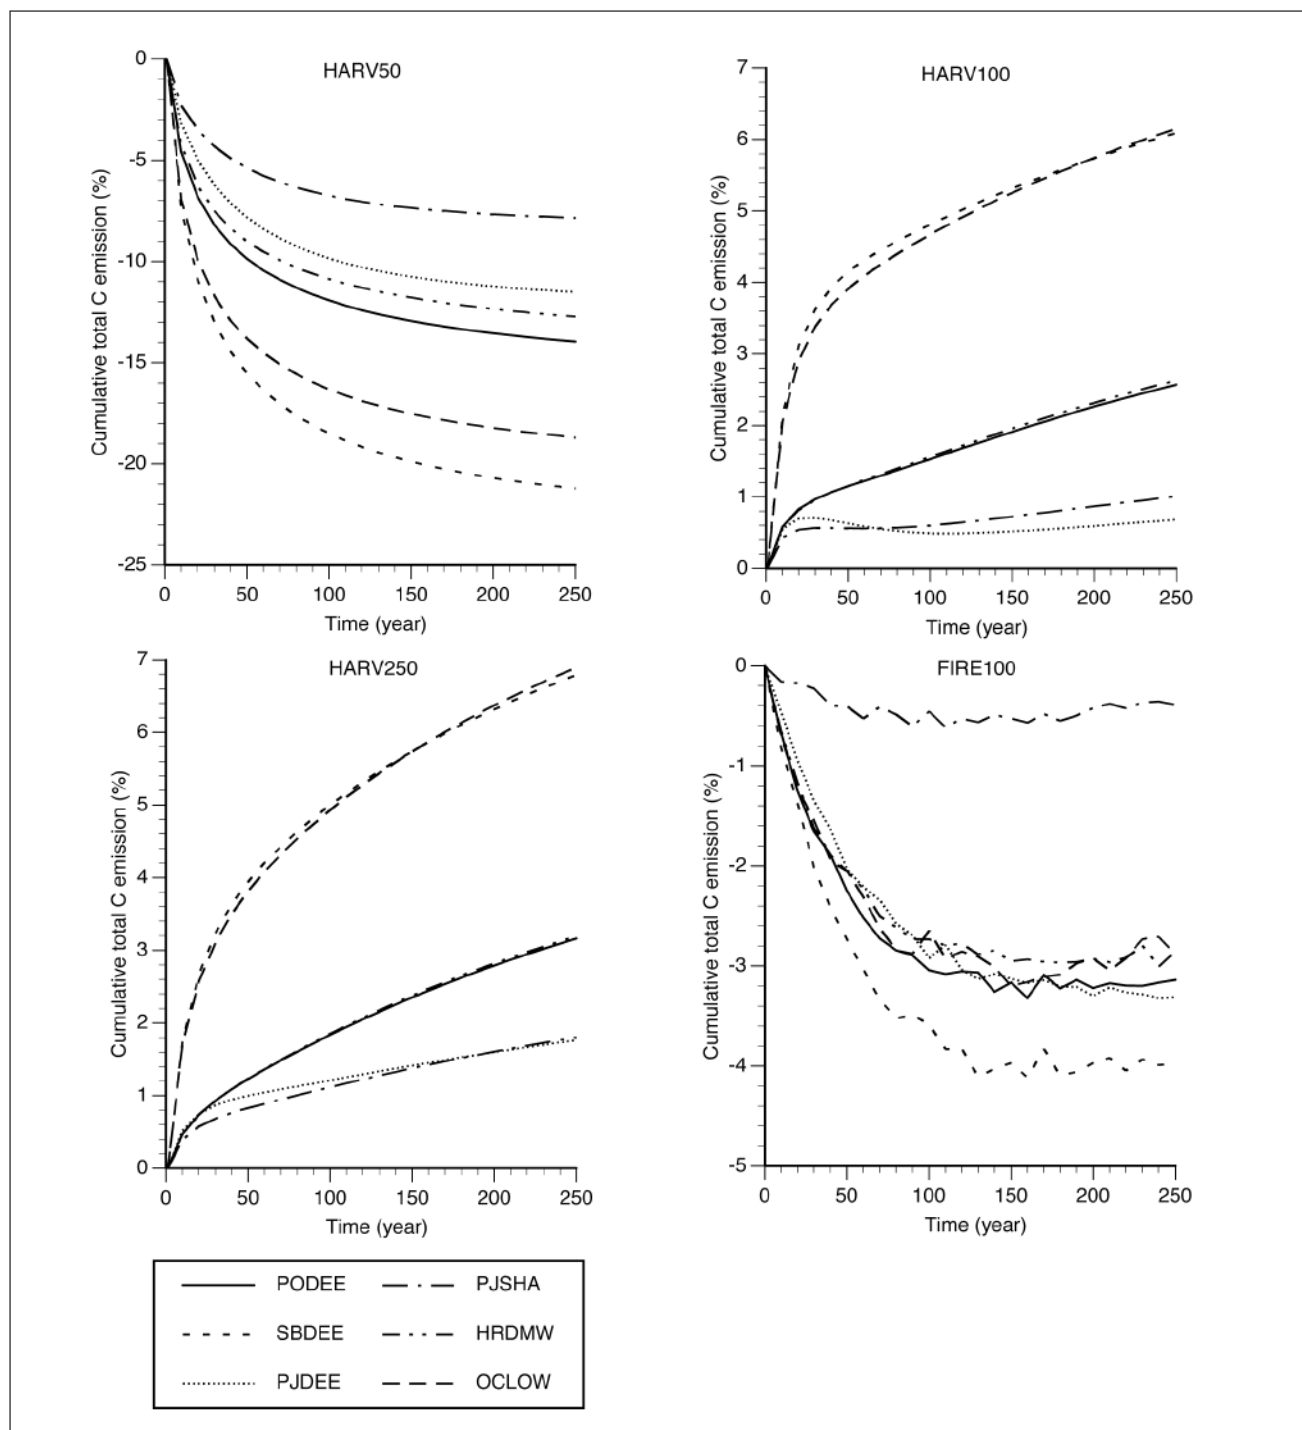 HARV50
Cumulative total C emission (%)
0
-5
-10
-15
-20
-25
0 50 100 150 200 250
Time (year)
HARV100
Cumulative total C emission (%)
7
6
5
4
3
2
1
0
0 50 100 150 200 250
Time (year)
HARV250
Cumulative total C emission (%)
7
6
5
4
3
2
1
0
0 50 100 150 200 250
Time (year)
FIRE100
Cumulative total C emission (%)
0
-1
-2
-3
-4
-5
0 50 100 150 200 250
Time (year)
PODEE PJSHA
SBDEE HRDMW
PJDEE OCLOW